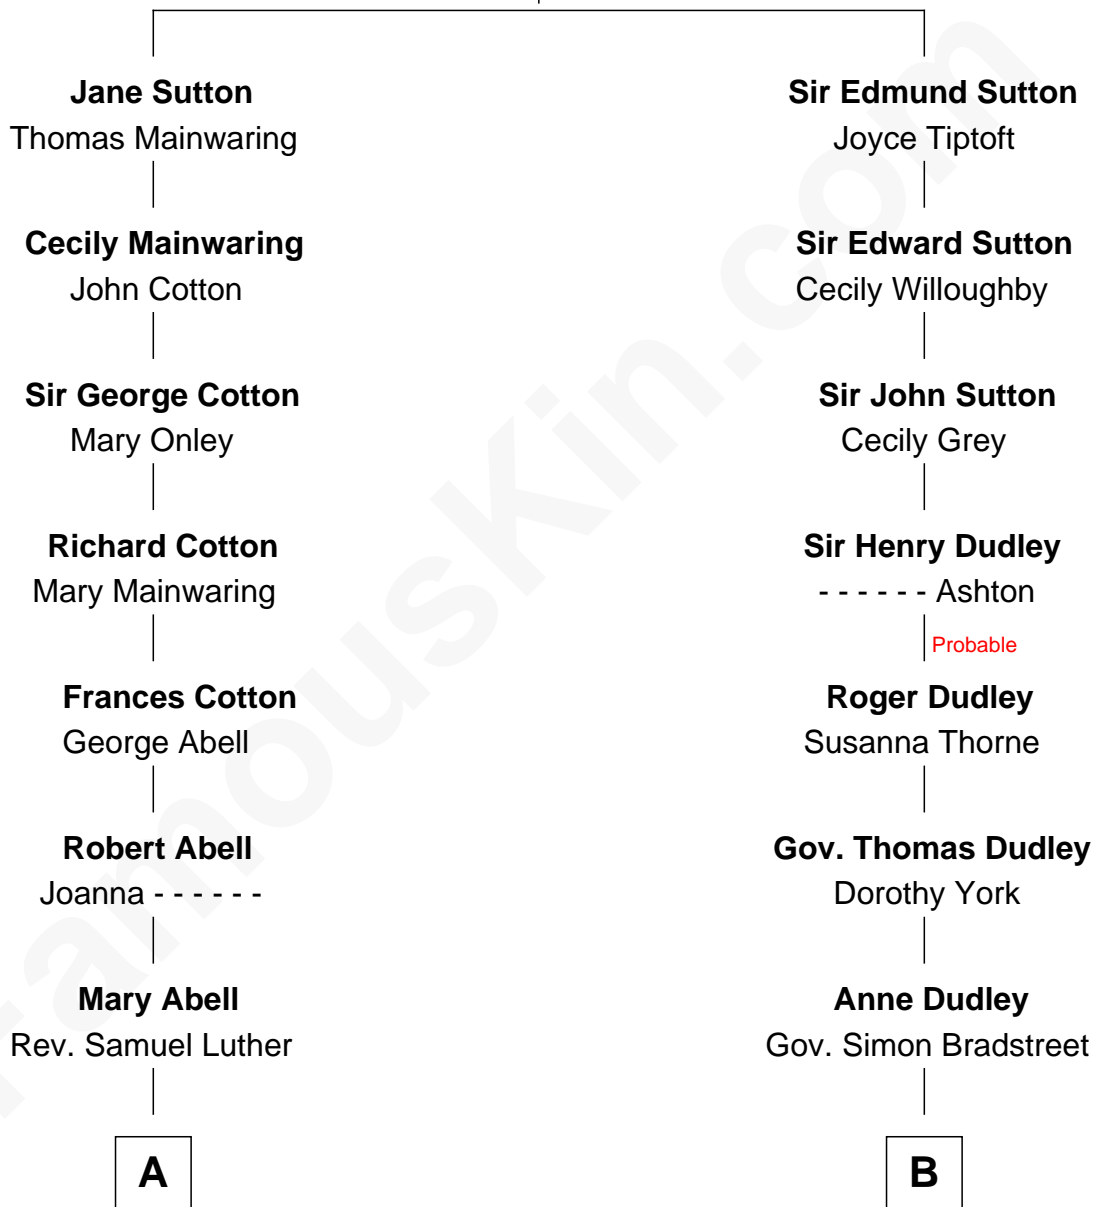 Jane Sutton
Thomas Mainwaring
Sir Edmund Sutton
Joyce Tiptoft
Cecily Mainwaring
John Cotton
Sir Edward Sutton
Cecily Willoughby
Sir George Cotton
Mary Onley
Sir John Sutton
Cecily Grey
Richard Cotton
Mary Mainwaring
Sir Henry Dudley
- - - - - - Ashton
Probable
Frances Cotton
George Abell
Roger Dudley
Susanna Thorne
Robert Abell
Joanna - - - - - -
Gov. Thomas Dudley
Dorothy York
Mary Abell
Rev. Samuel Luther
Anne Dudley
Gov. Simon Bradstreet
A
B
FamousKin.com